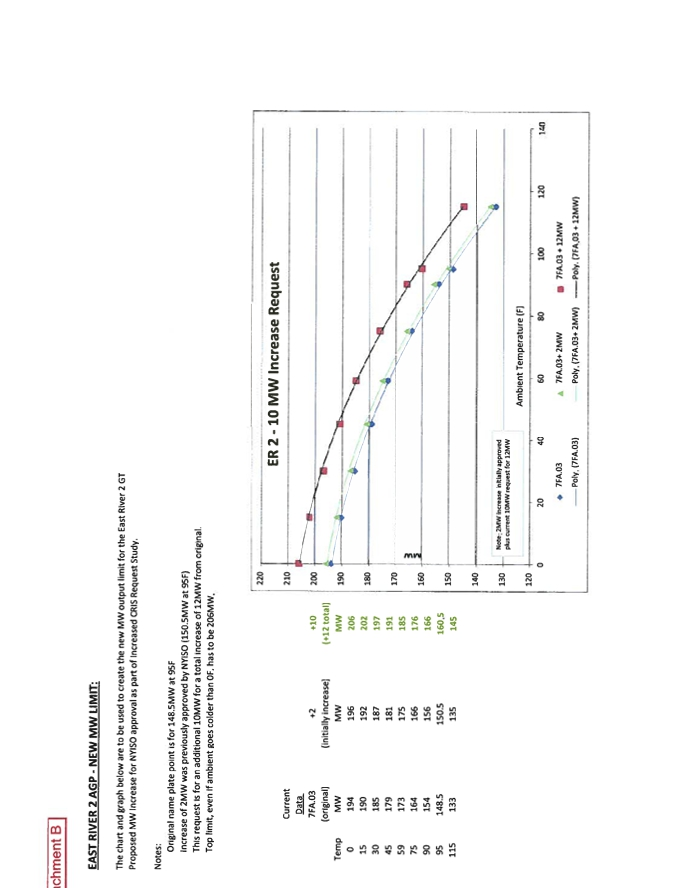 chment B
EAST RIVER 2 AGP - NEW MW LIMIT:
The chart and graph below are to be used to create the new MW output limit for the East River 2 GT
Proposed MW Increase for NYISO approval as part of Increased CRIS Request Study.
Notes:
Original name plate point is for 148.5MW at 95F
Increase of 2MW was previously approved by NYISO (150.5MW at 95F)
This request is for an additional 10MW for a total increase of 12MW from original.
Top limit, even if ambient goes colder than 0F, has to be 206MW.
Current
Data
7FA.03 +2 +10
(original) (initially increase) (+12 total)
Temp MW MW MW
0 194 196 206
15 190 192 202
30 185 187 197
45 179 181 191
59 173 175 185
75 164 166 176
90 154 156 166
95 148.5 150.5 160.5
115 133 135 145
ER 2 - 10 MW Increase Request
220
210
200
190
180
170
160
150
140
130
120
MW
Note: 2MW increase initially approved
plus current 10MW request for 12MW
0 20 40 60 80 100 120 140
Ambient Temperature (F)
7FA.03 7FA.03+ 2MW 7FA.03 + 12MW
Poly. (7FA.03) Poly. (7FA.03+ 2MW) Poly. (7FA.03 + 12MW)